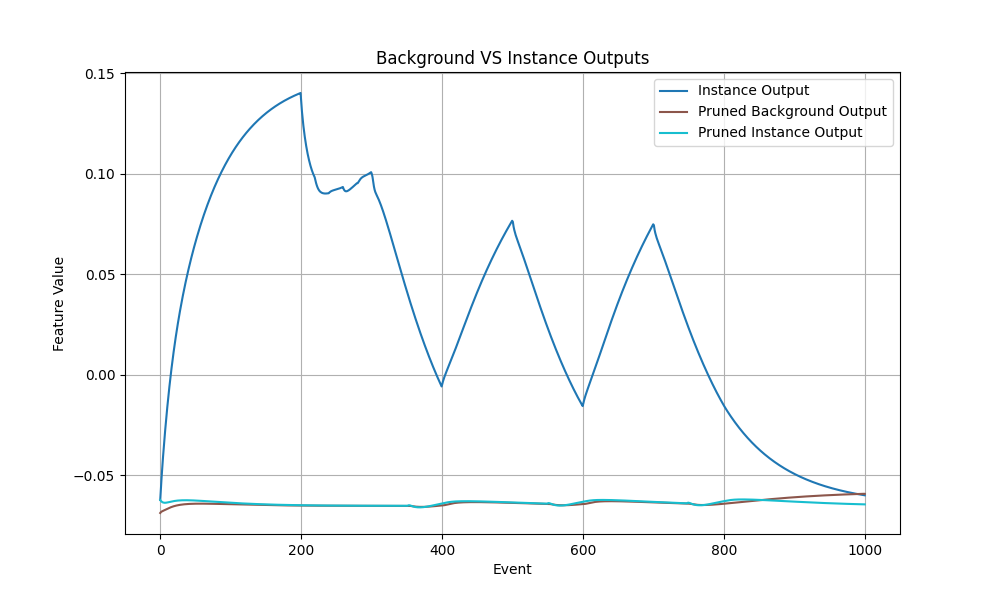 Background VS Instance Outputs
Instance Output
Pruned Background Output
Pruned Instance Output
0.15
0.10
0.05
0.00
−0.05
Feature Value
0 200 400 600 800 1000
Event